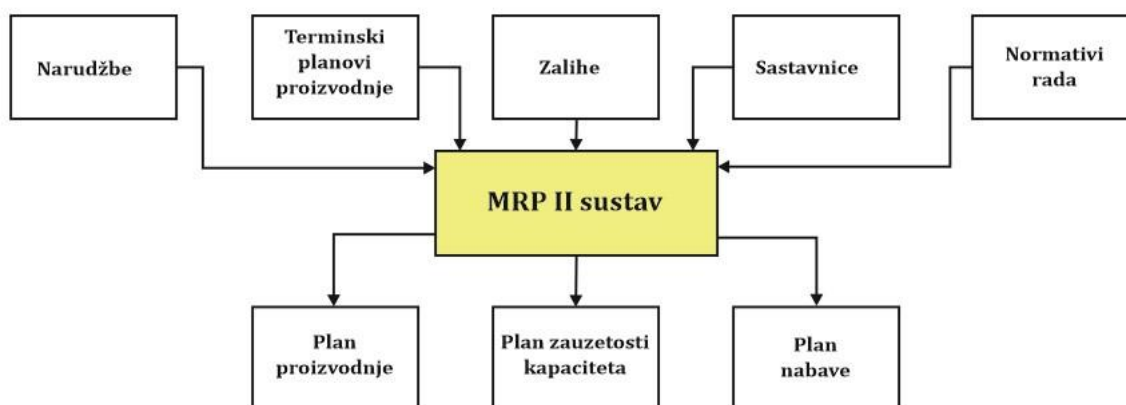 Narudžbe
Terminski
planovi
proizvodnje
Zalihe
Sastavnice
Normativi
rada
MRP II sustav
Plan
proizvodnje
Plan zauzetosti
kapaciteta
Plan
nabave